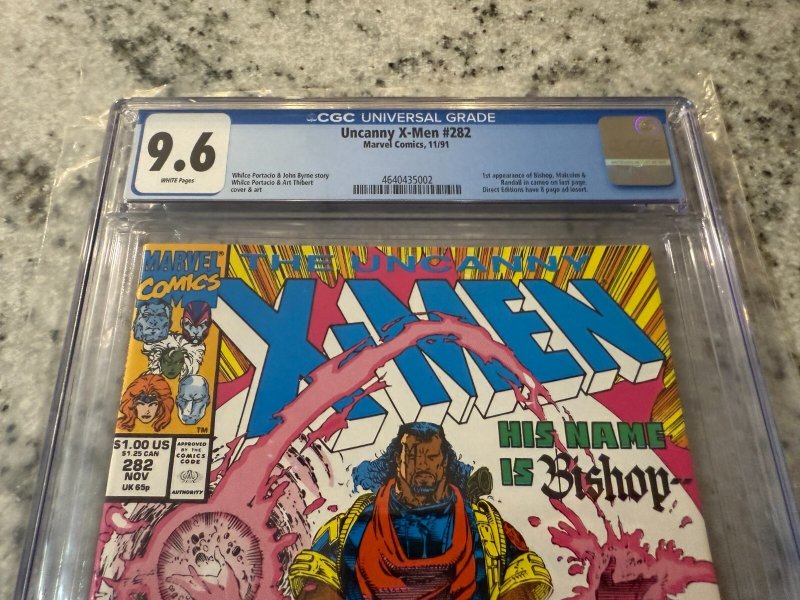 CGC UNIVERSAL GRADE
9.6
WHITE Pages
Uncanny X-Men #282
Marvel Comics, 11/91
Whilce Portacio & John Byrne story
Whilce Portacio & Art Thibert
cover & art
4640435002
1st appearance of Bishop, Malcolm &
Randall in cameo on last page.
Direct Editions have 8 page ad insert.
MARVEL
COMICS
THE UNCANNY
X-MEN
TM
$1.00 US
$1.25 CAN
282
NOV
UK 65p
APPROVED
BY THE
COMICS
CODE
AUTHORITY
HIS NAME
IS Bishop--